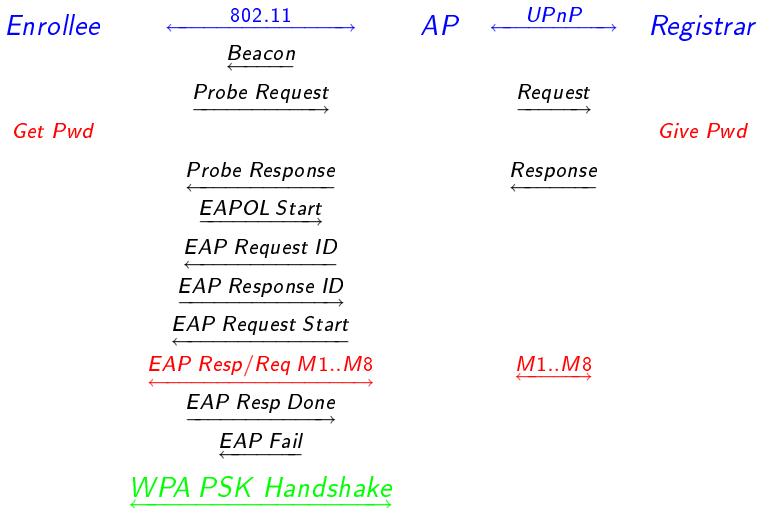 Enrollee 802.11 AP UPnP Registrar
Beacon
Probe Request Request
Get Pwd Give Pwd
Probe Response Response
EAPOL Start
EAP Request ID
EAP Response ID
EAP Request Start
EAP Resp/Req M1..M8 M1..M8
EAP Resp Done
EAP Fail
WPA PSK Handshake